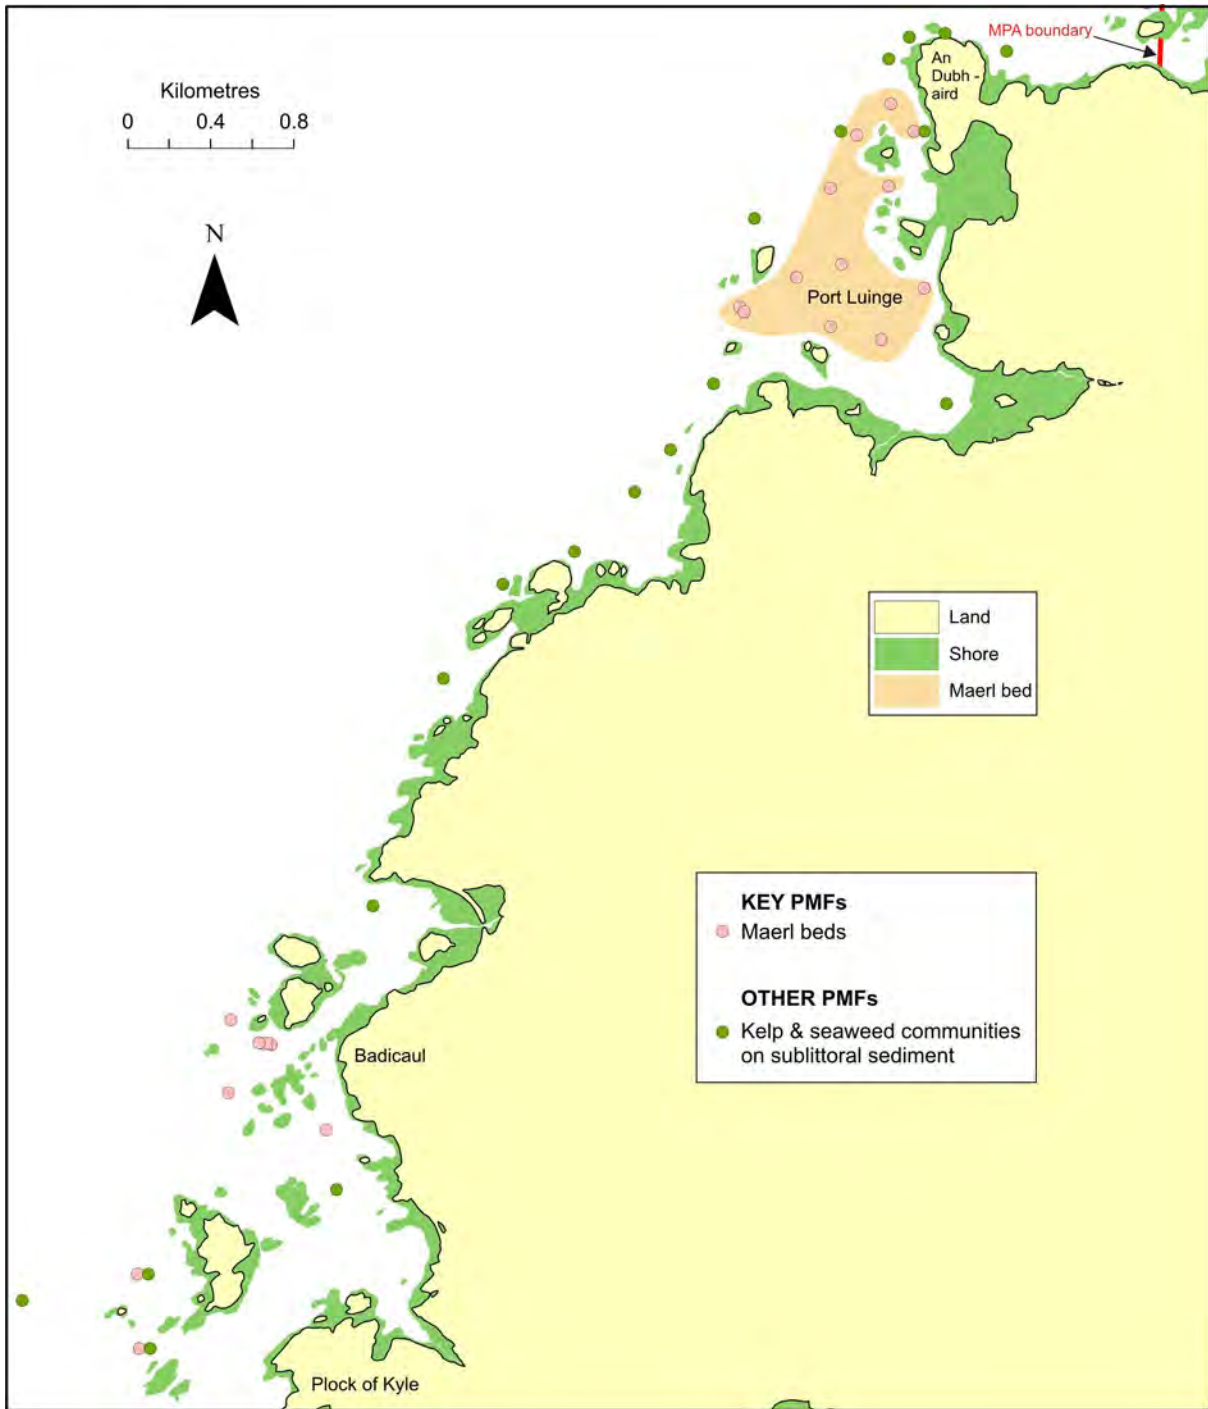 MPA boundary
An
Dubh -
aird
Kilometres
0 0.4 0.8
N
Port Luinge
Land
Shore
Maerl bed
KEY PMFs
Maerl beds
OTHER PMFs
Kelp & seaweed communities
on sublittoral sediment
Badicaul
Plock of Kyle